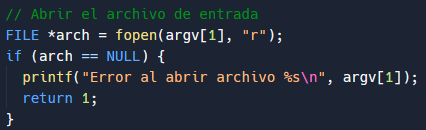 // Abrir el archivo de entrada
FILE *arch = fopen(argv[1], "r");
if (arch == NULL) {
  printf("Error al abrir archivo %s\n", argv[1]);
  return 1;
}